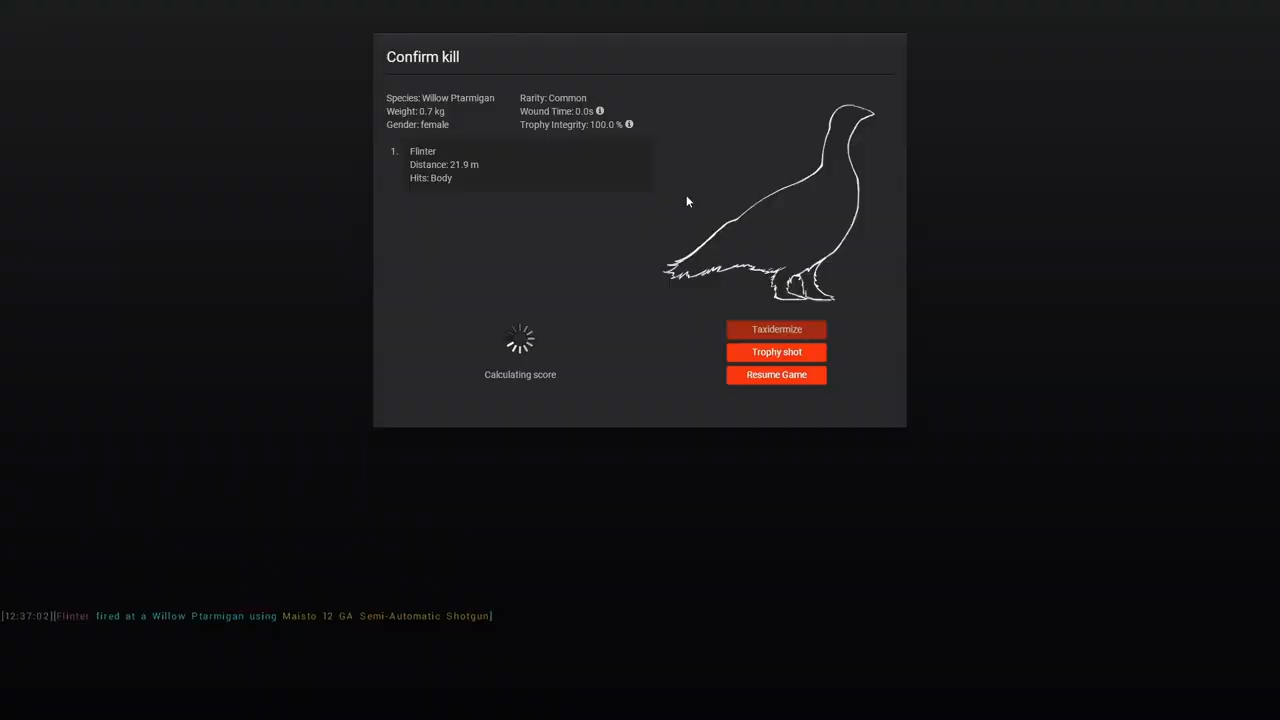 Confirm kill
Species: Willow Ptarmigan
Weight: 0.7 kg
Gender: female
Rarity: Common
Wound Time: 0.0s
Trophy Integrity: 100.0 %
1. Flinter
Distance: 21.9 m
Hits: Body
Calculating score
Taxidermize
Trophy shot
Resume Game
[12:37:02][Flinter fired at a Willow Ptarmigan using Maisto 12 GA Semi-Automatic Shotgun]